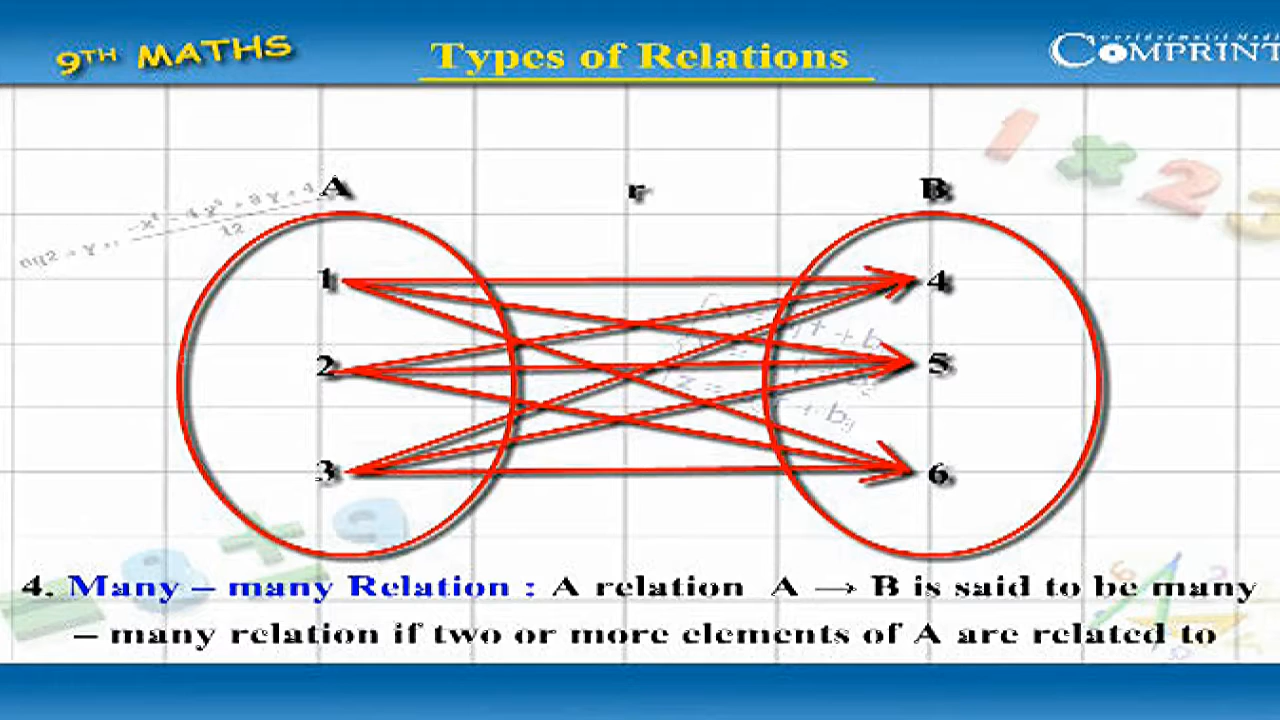 9TH MATHS
Types of Relations
COMPRINT
A r B
1 4
2 5
3 6
4. Many – many Relation : A relation A → B is said to be many
– many relation if two or more elements of A are related to